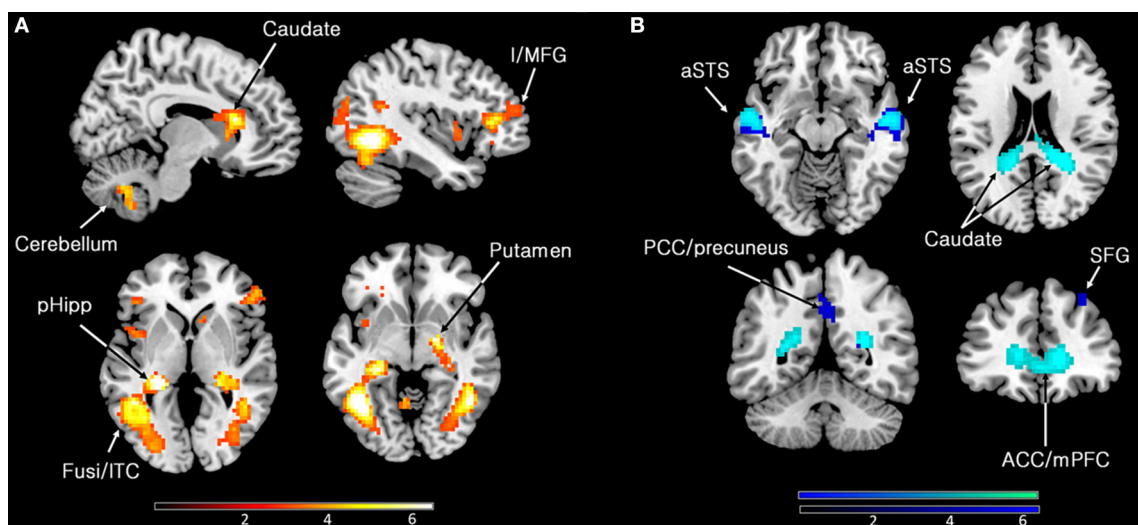 A
Caudate
I/MFG
Cerebellum
Putamen
pHipp
Fusi/ITC
2 4 6
B
aSTS
aSTS
Caudate
PCC/precuneus
SFG
ACC/mPFC
2 4 6